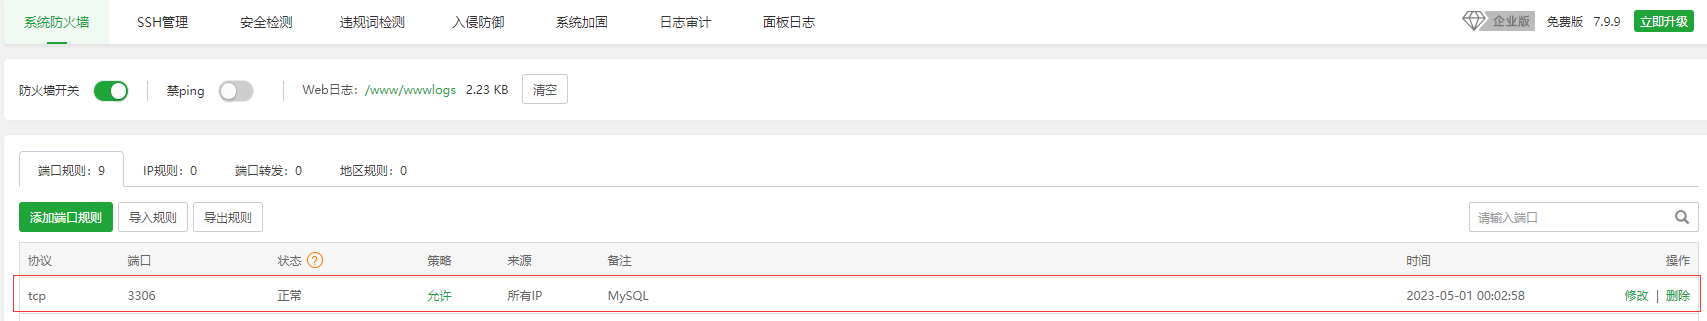 系统防火墙 SSH管理 安全检测 违规词检测 入侵防御 系统加固 日志审计 面板日志 企业版 免费版 7.9.9 立即升级
防火墙开关 禁ping Web日志：/www/wwwlogs 2.23 KB 清空
端口规则：9 IP规则：0 端口转发：0 地区规则：0
添加端口规则 导入规则 导出规则 请输入端口
协议 端口 状态 ? 策略 来源 备注 时间 操作
tcp 3306 正常 允许 所有IP MySQL 2023-05-01 00:02:58 修改 | 删除